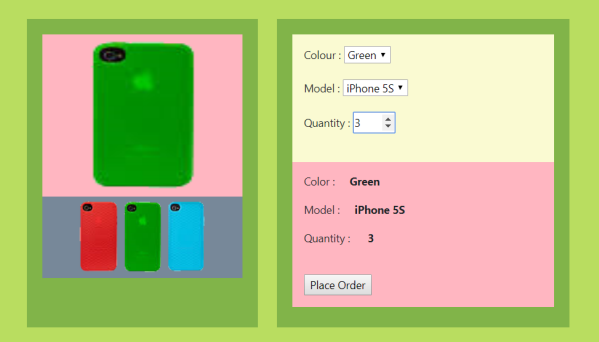 Colour : Green
Model : iPhone 5S
Quantity : 3
Color : Green
Model : iPhone 5S
Quantity : 3
Place Order